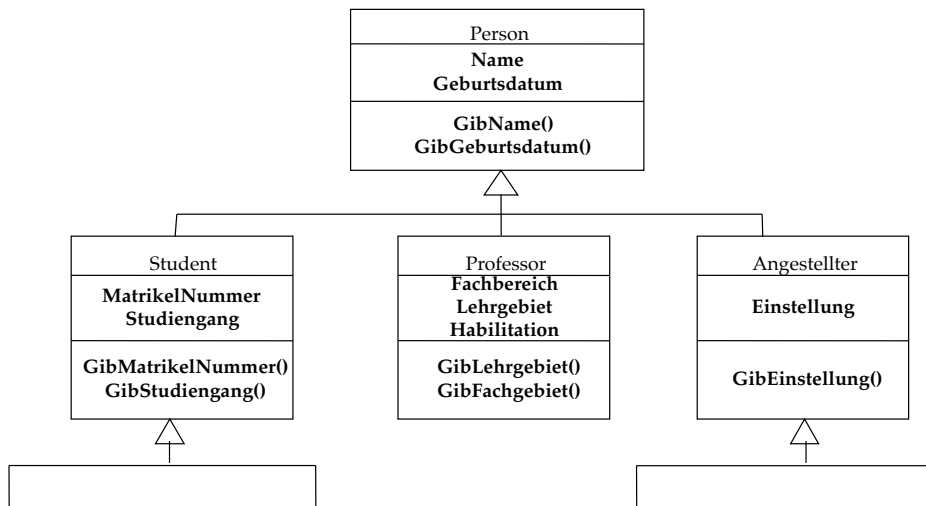 Person
Name
Geburtsdatum
GibName()
GibGeburtsdatum()
Student
MatrikelNummer
Studiengang
GibMatrikelNummer()
GibStudiengang()
Professor
Fachbereich
Lehrgebiet
Habilitation
GibLehrgebiet()
GibFachgebiet()
Angestellter
Einstellung
GibEinstellung()